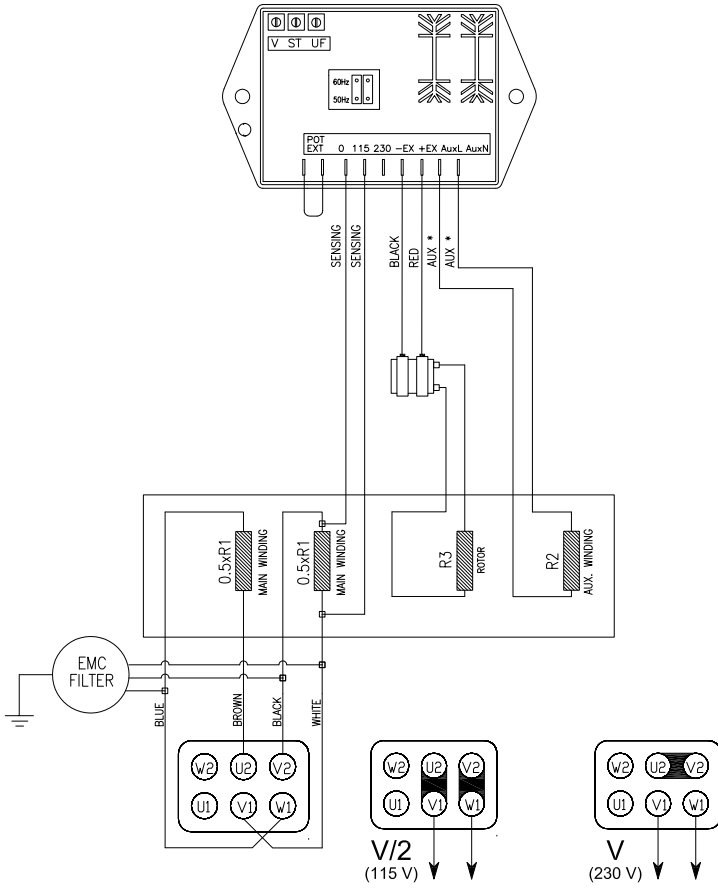 V ST UF
60Hz
50Hz
POT
EXT 0 115 230 -EX +EX AuxL AuxN
SENSING
SENSING
BLACK
RED
AUX *
AUX *
0.5xR1
MAIN WINDING
0.5xR1
MAIN WINDING
R3
ROTOR
R2
AUX. WINDING
EMC
FILTER
BLUE
BROWN
BLACK
WHITE
W2 U2 V2
U1 V1 W1
W2 U2 V2
U1 V1 W1
V/2
(115 V)
W2 U2 V2
U1 V1 W1
V
(230 V)